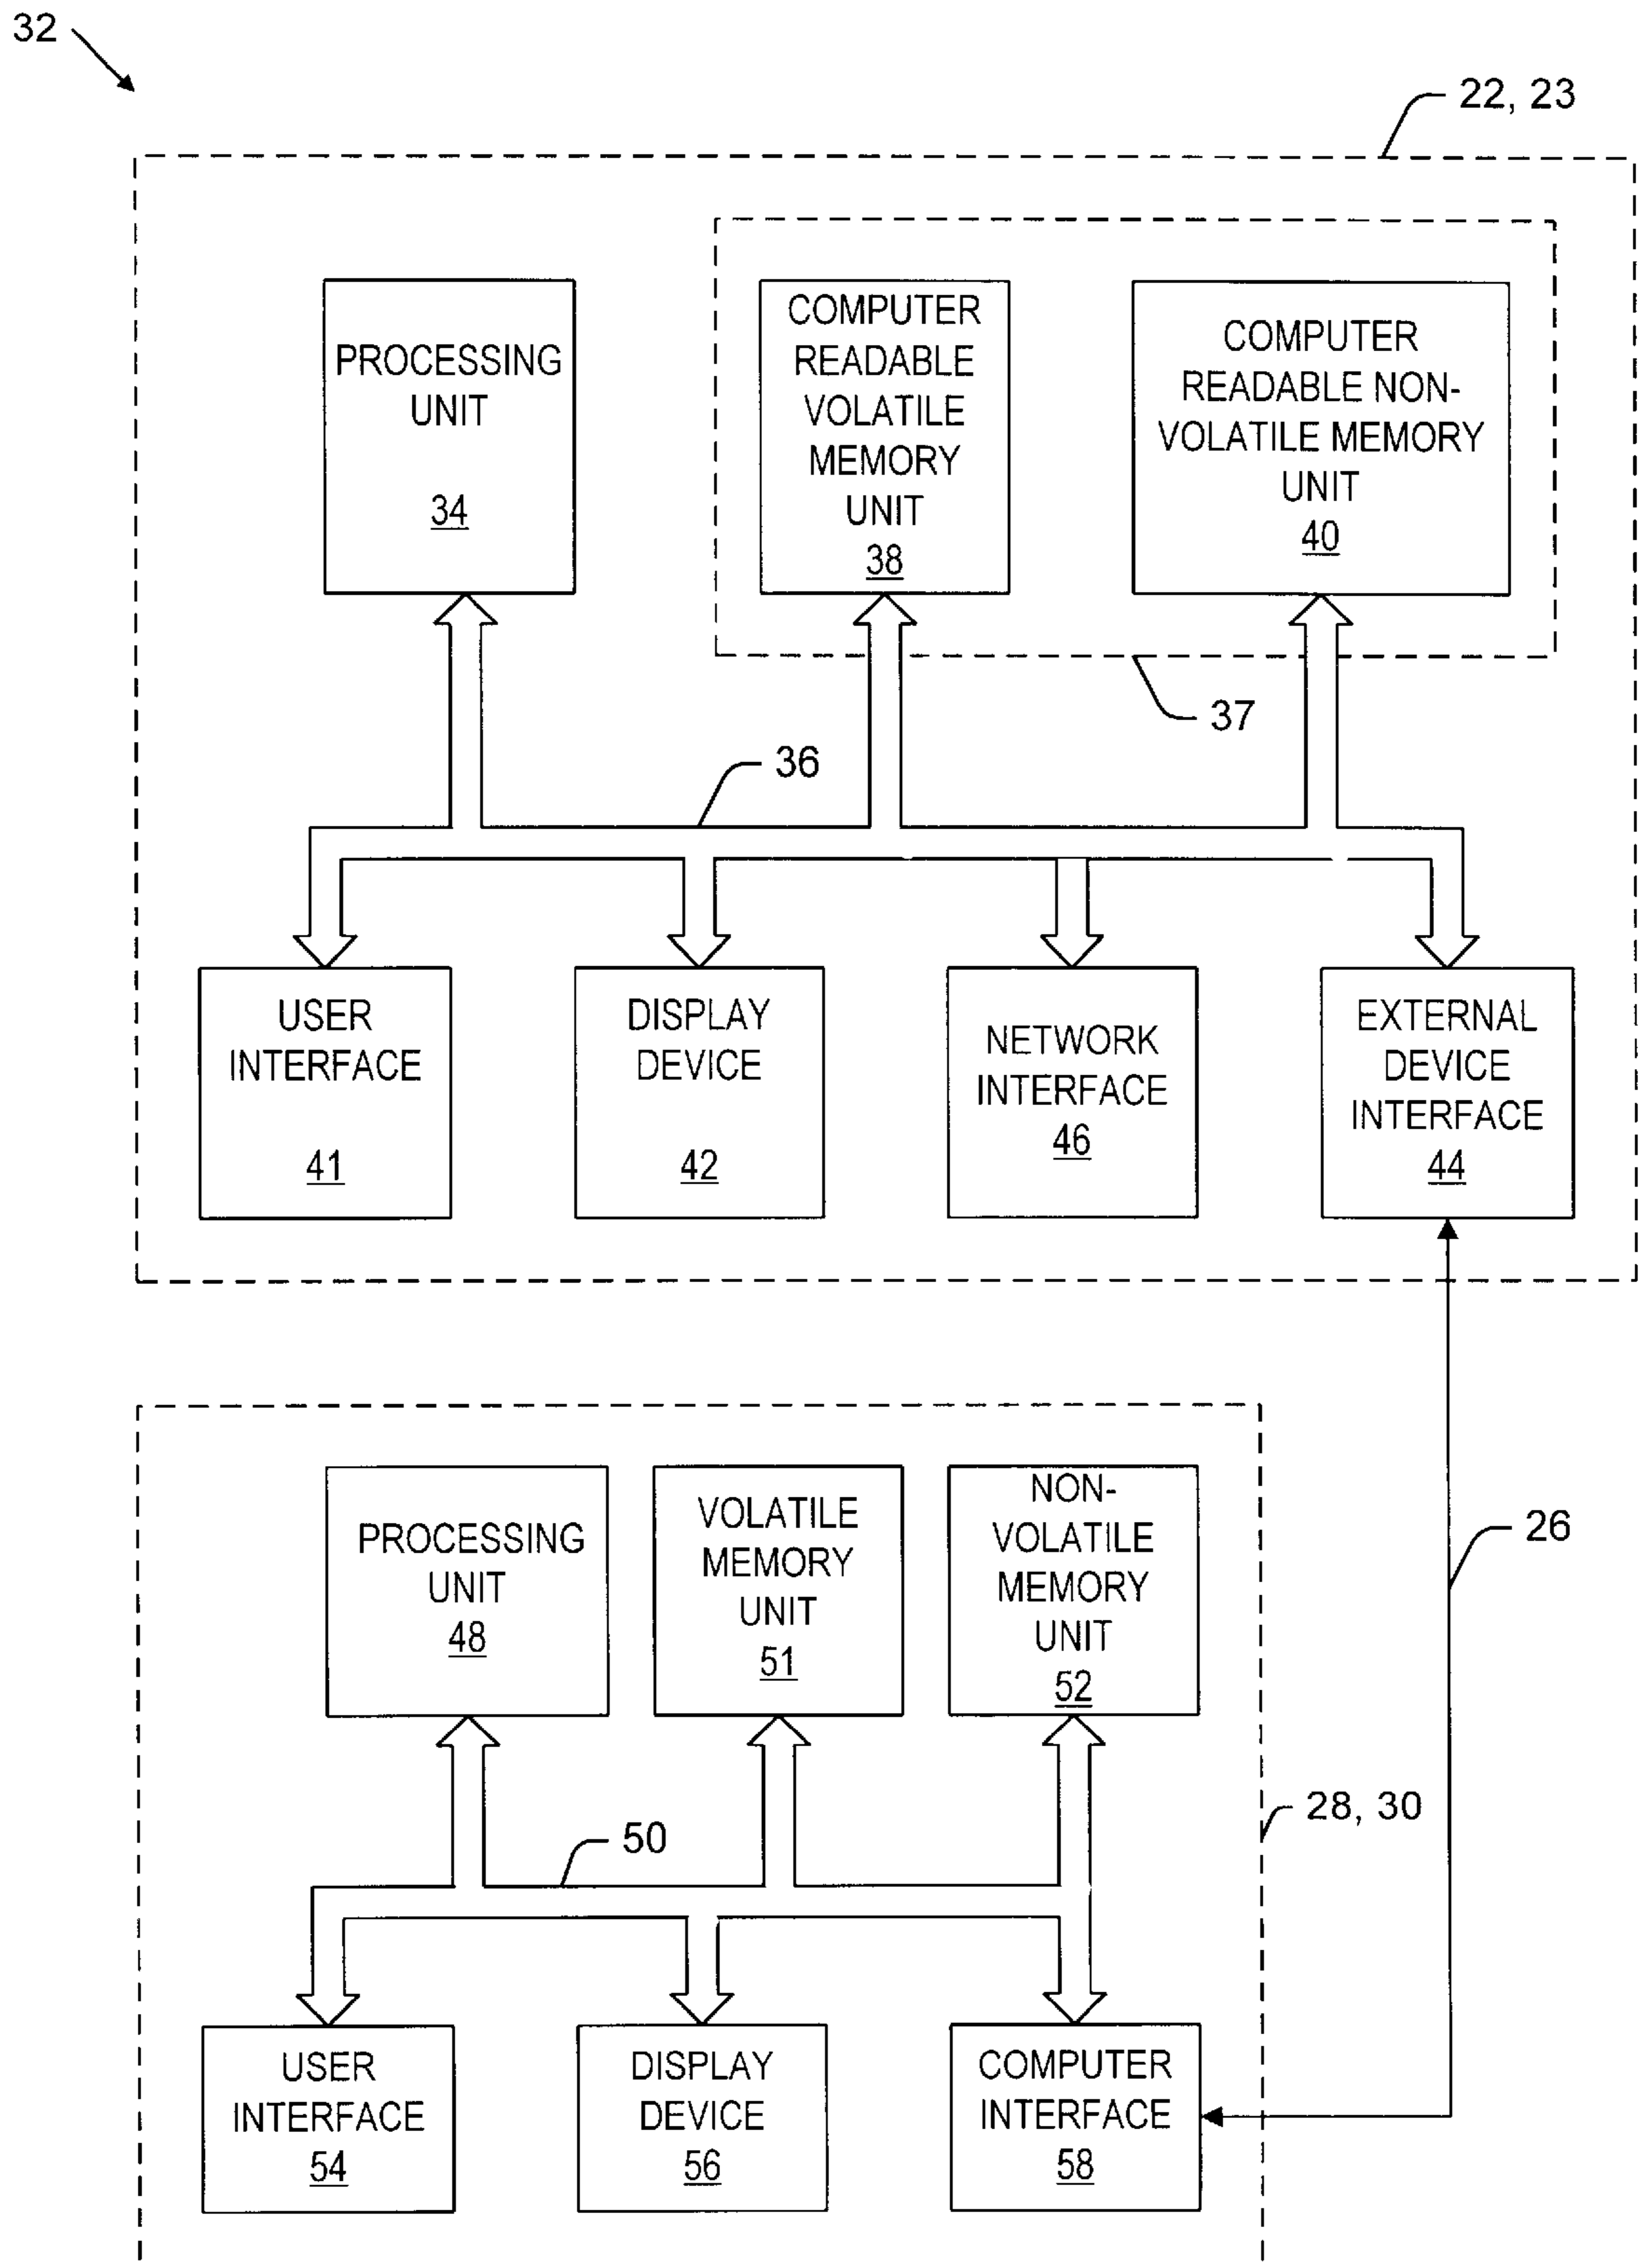 32
22, 23
PROCESSING
UNIT
34
COMPUTER
READABLE
VOLATILE
MEMORY
UNIT
38
COMPUTER
READABLE NON-
VOLATILE MEMORY
UNIT
40
37
36
USER
INTERFACE
41
DISPLAY
DEVICE
42
NETWORK
INTERFACE
46
EXTERNAL
DEVICE
INTERFACE
44
26
PROCESSING
UNIT
48
VOLATILE
MEMORY
UNIT
51
NON-
VOLATILE
MEMORY
UNIT
52
28, 30
50
USER
INTERFACE
54
DISPLAY
DEVICE
56
COMPUTER
INTERFACE
58